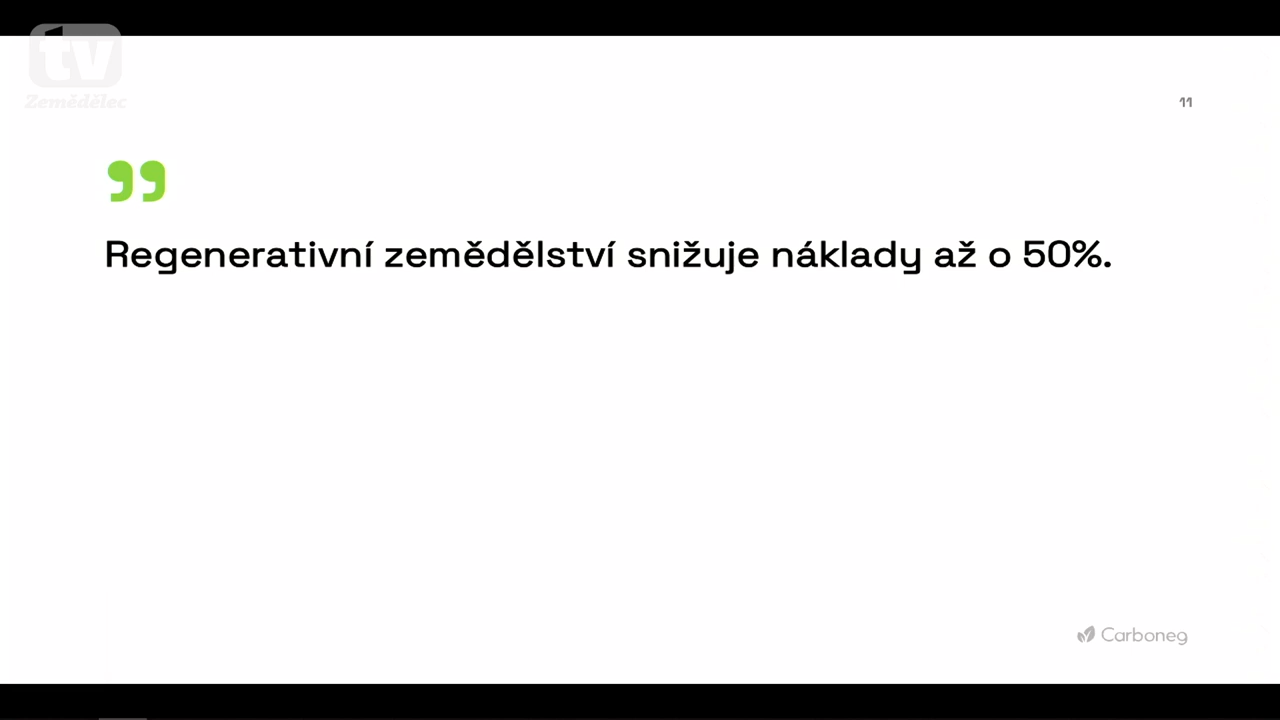 tv
Zemědělec
11
Regenerativní zemědělství snižuje náklady až o 50%.
Carboneg